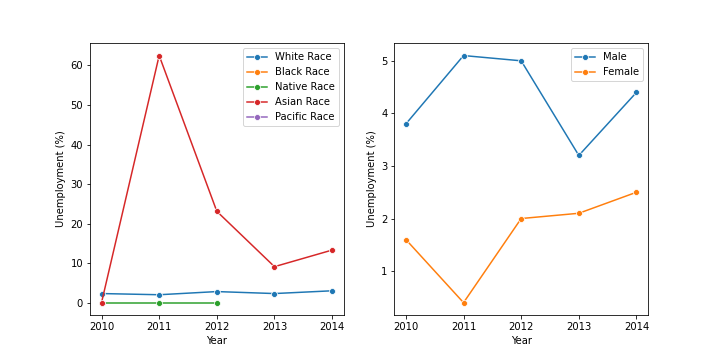 Unemployment (%)
60
50
40
30
20
10
0
2010 2011 2012 2013 2014
Year
White Race
Black Race
Native Race
Asian Race
Pacific Race
Unemployment (%)
5
4
3
2
1
2010 2011 2012 2013 2014
Year
Male
Female